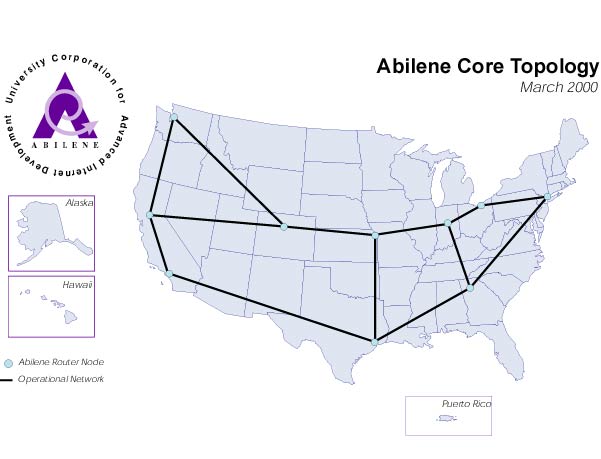 University Corporation for
Advanced Internet Development
ABILENE
Abilene Core Topology
March 2000
Alaska
Hawaii
Abilene Router Node
Operational Network
Puerto Rico